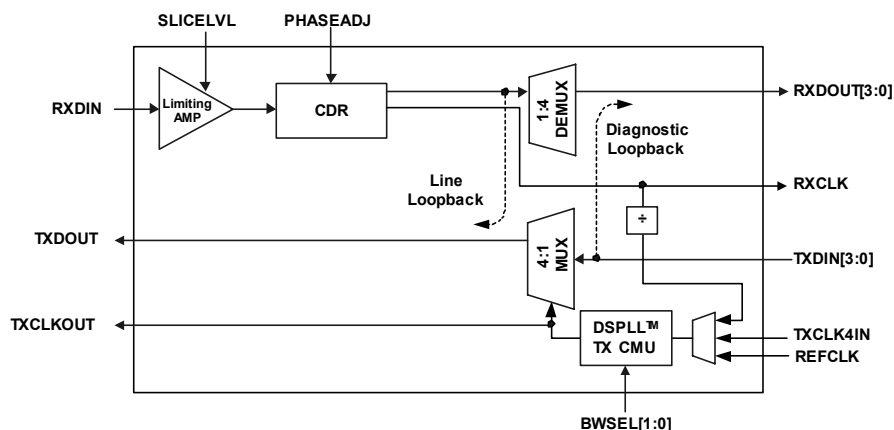 SLICELVL
PHASEADJ
RXDIN
Limiting
AMP
CDR
1:4
DEMUX
RXDOUT[3:0]
Diagnostic
Loopback
Line
Loopback
RXCLK
÷
TXDOUT
4:1
MUX
TXDIN[3:0]
TXCLKOUT
DSPLL™
TX CMU
TXCLK4IN
REFCLK
BWSEL[1:0]